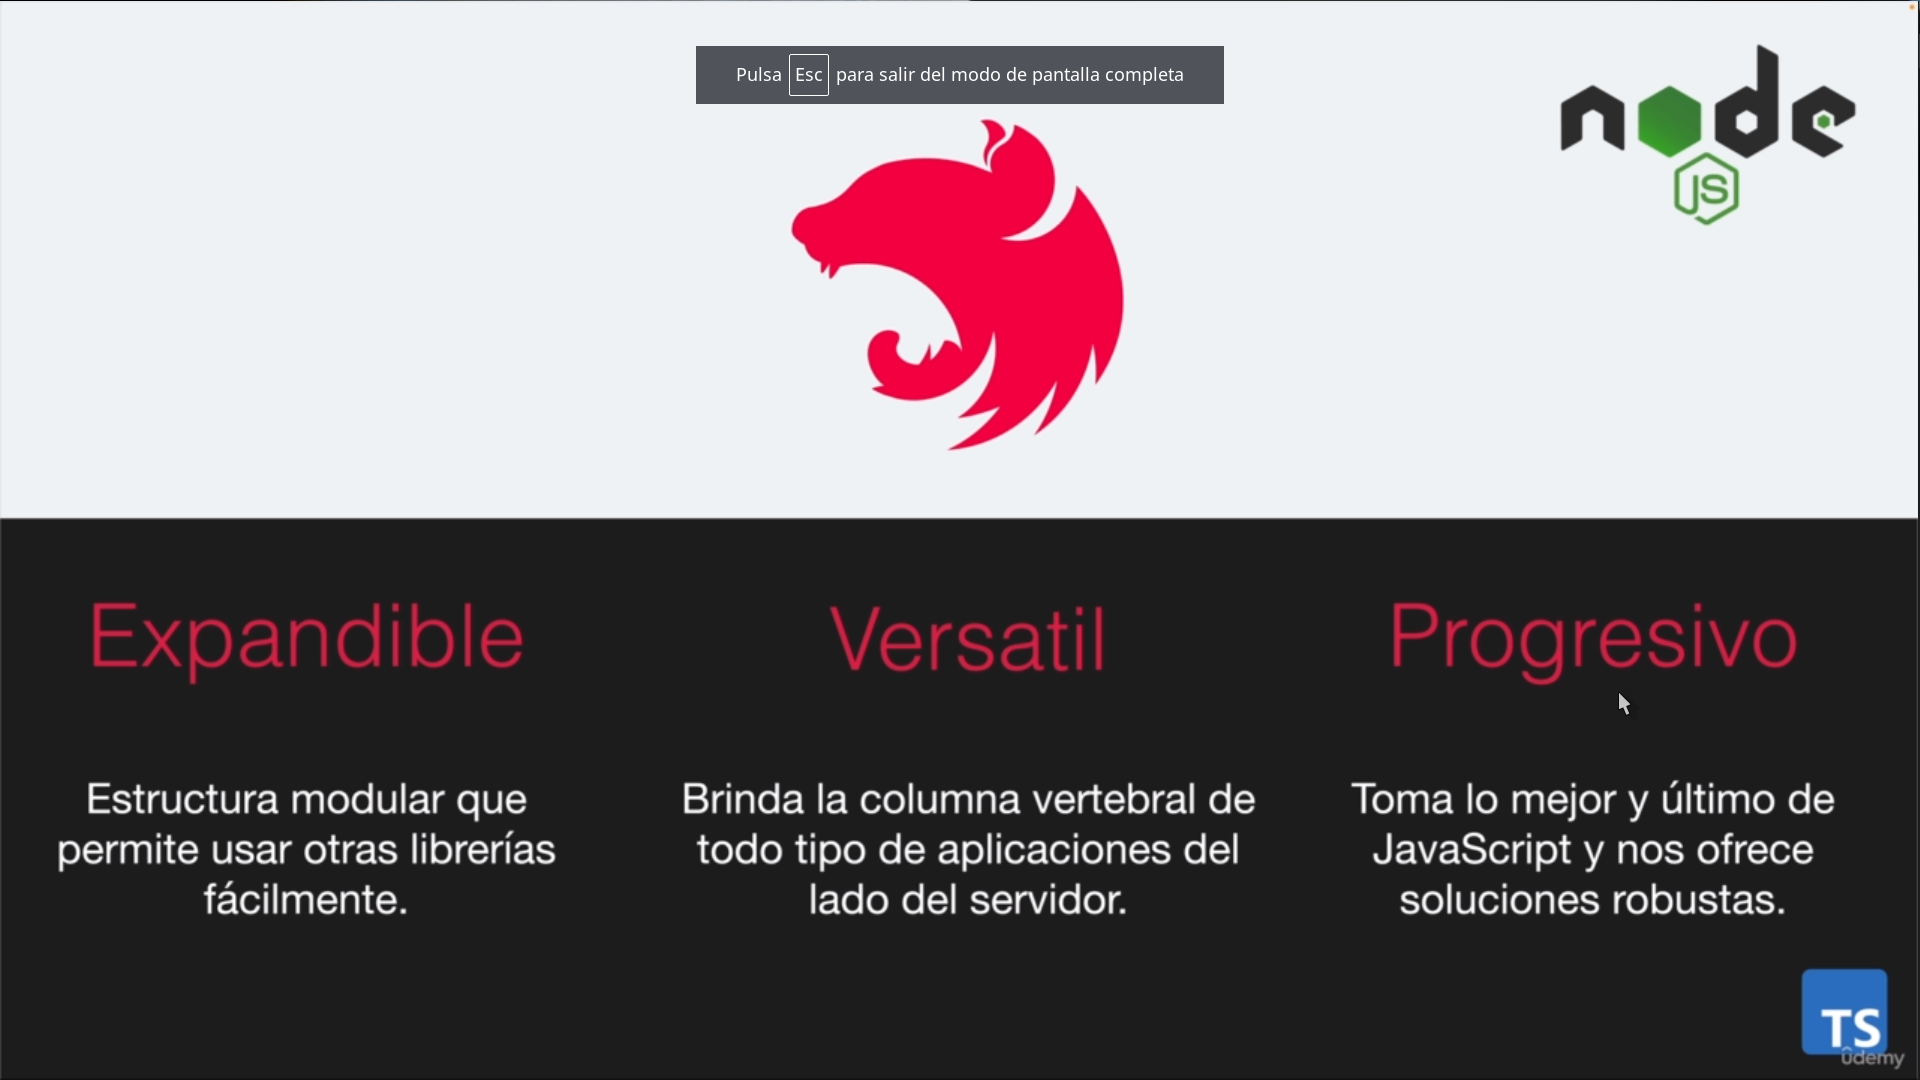 Pulsa Esc para salir del modo de pantalla completa
node
JS
Expandible
Versatil
Progresivo
Estructura modular que
permite usar otras librerías
fácilmente.
Brinda la columna vertebral de
todo tipo de aplicaciones del
lado del servidor.
Toma lo mejor y último de
JavaScript y nos ofrece
soluciones robustas.
TS
ûdemy